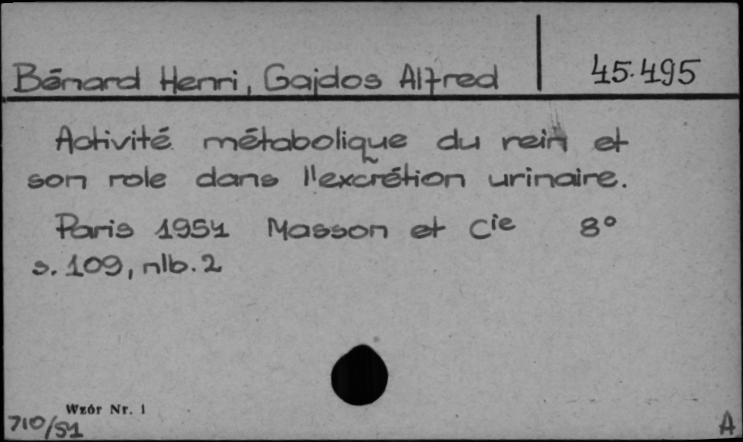 Bénard Henri, Gajdos Alfred
45.495
Activité métabolique du rein et
son role dans l'excrétion urinaire.
Paris 1951 Masson et Cie 8°
s. 109, nlb. 2
Wzór Nr. 1
710/51
A